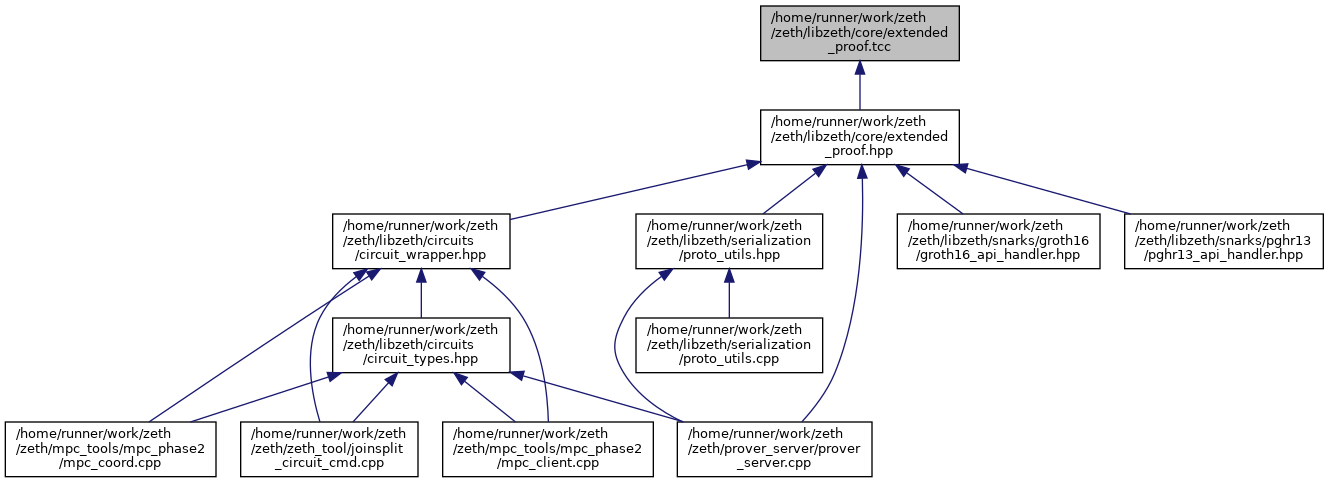 /home/runner/work/zeth
/zeth/libzeth/core/extended
_proof.tcc
/home/runner/work/zeth
/zeth/libzeth/core/extended
_proof.hpp
/home/runner/work/zeth
/zeth/libzeth/circuits
/circuit_wrapper.hpp
/home/runner/work/zeth
/zeth/libzeth/serialization
/proto_utils.hpp
/home/runner/work/zeth
/zeth/libzeth/snarks/groth16
/groth16_api_handler.hpp
/home/runner/work/zeth
/zeth/libzeth/snarks/pghr13
/pghr13_api_handler.hpp
/home/runner/work/zeth
/zeth/libzeth/circuits
/circuit_types.hpp
/home/runner/work/zeth
/zeth/libzeth/serialization
/proto_utils.cpp
/home/runner/work/zeth
/zeth/mpc_tools/mpc_phase2
/mpc_coord.cpp
/home/runner/work/zeth
/zeth/zeth_tool/joinsplit
_circuit_cmd.cpp
/home/runner/work/zeth
/zeth/mpc_tools/mpc_phase2
/mpc_client.cpp
/home/runner/work/zeth
/zeth/prover_server/prover
_server.cpp